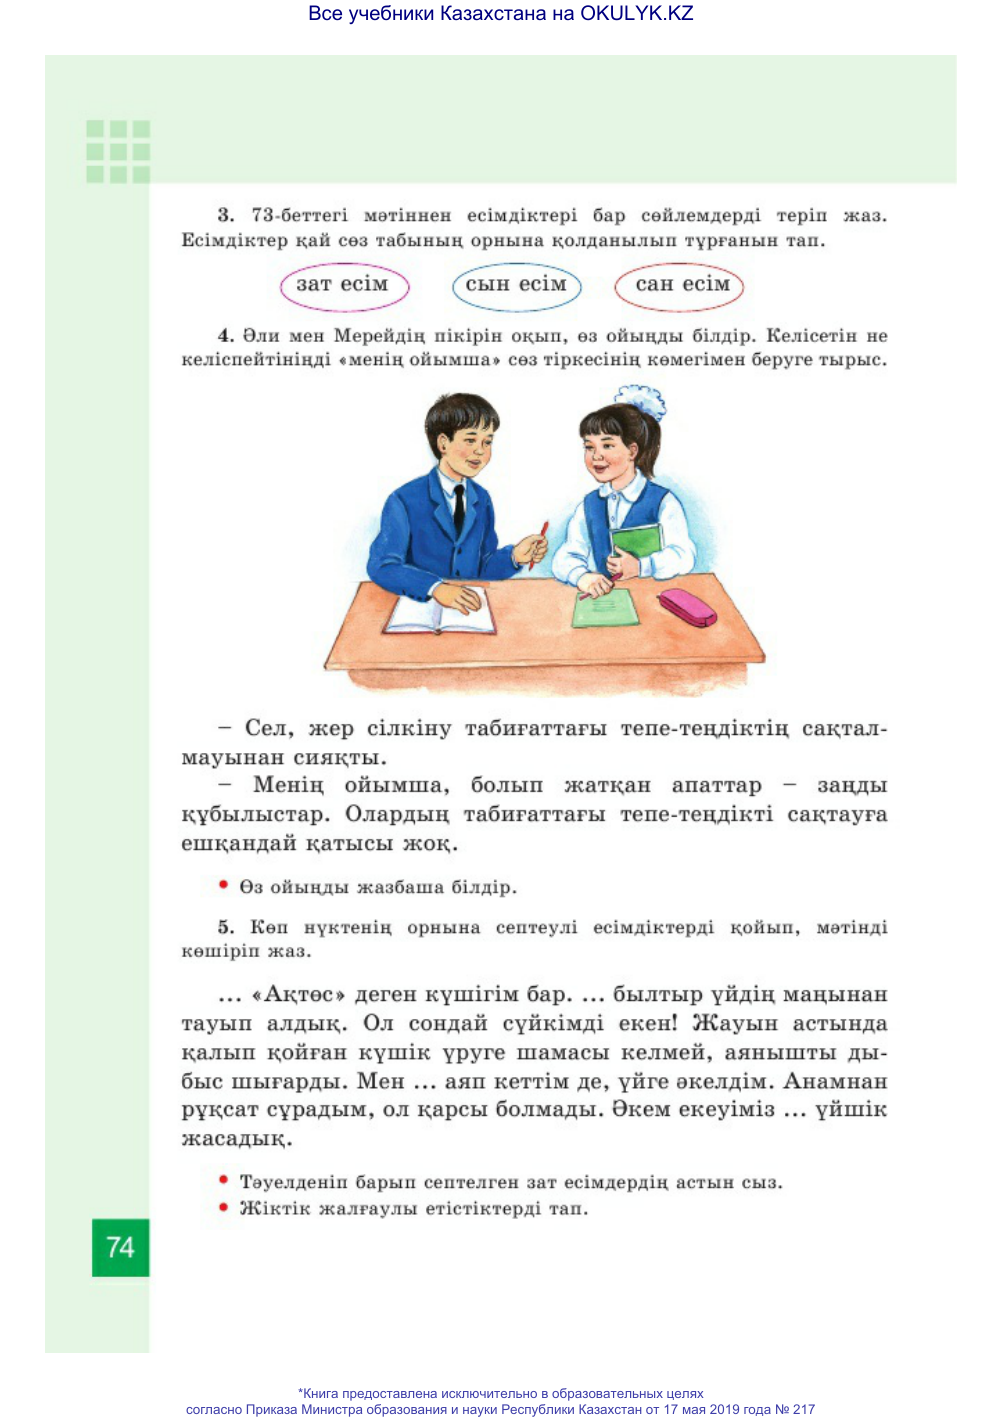 Все учебники Казахстана на OKULYK.KZ
3. 73-беттегі мәтіннен есімдіктері бар сөйлемдерді теріп жаз.
Есімдіктер қай сөз табының орнына қолданылып тұрғанын тап.
зат есім сын есім сан есім
4. Әли мен Мерейдің пікірін оқып, өз ойыңды білдір. Келісетін не
келіспейтініңді «менің ойымша» сөз тіркесінің көмегімен беруге тырыс.
– Сел, жер сілкіну табиғаттағы тепе-теңдіктің сақтал-
мауынан сияқты.
– Менің ойымша, болып жатқан апаттар – заңды
құбылыстар. Олардың табиғаттағы тепе-теңдікті сақтауға
ешқандай қатысы жоқ.
• Өз ойыңды жазбаша білдір.
5. Көп нүктенің орнына септеулі есімдіктерді қойып, мәтінді
көшіріп жаз.
... «Ақтөс» деген күшігім бар. ... былтыр үйдің маңынан
тауып алдық. Ол сондай сүйкімді екен! Жауын астында
қалып қойған күшік үруге шамасы келмей, аянышты ды-
быс шығарды. Мен ... аяп кеттім де, үйге әкелдім. Анамнан
рұқсат сұрадым, ол қарсы болмады. Әкем екеуіміз ... үйшік
жасадық.
• Тәуелденіп барып септелген зат есімдердің астын сыз.
• Жіктік жалғаулы етістіктерді тап.
74
*Книга предоставлена исключительно в образовательных целях
согласно Приказа Министра образования и науки Республики Казахстан от 17 мая 2019 года № 217